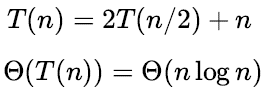 T(n) = 2T(n/2) + n
Θ(T(n)) = Θ(n log n)